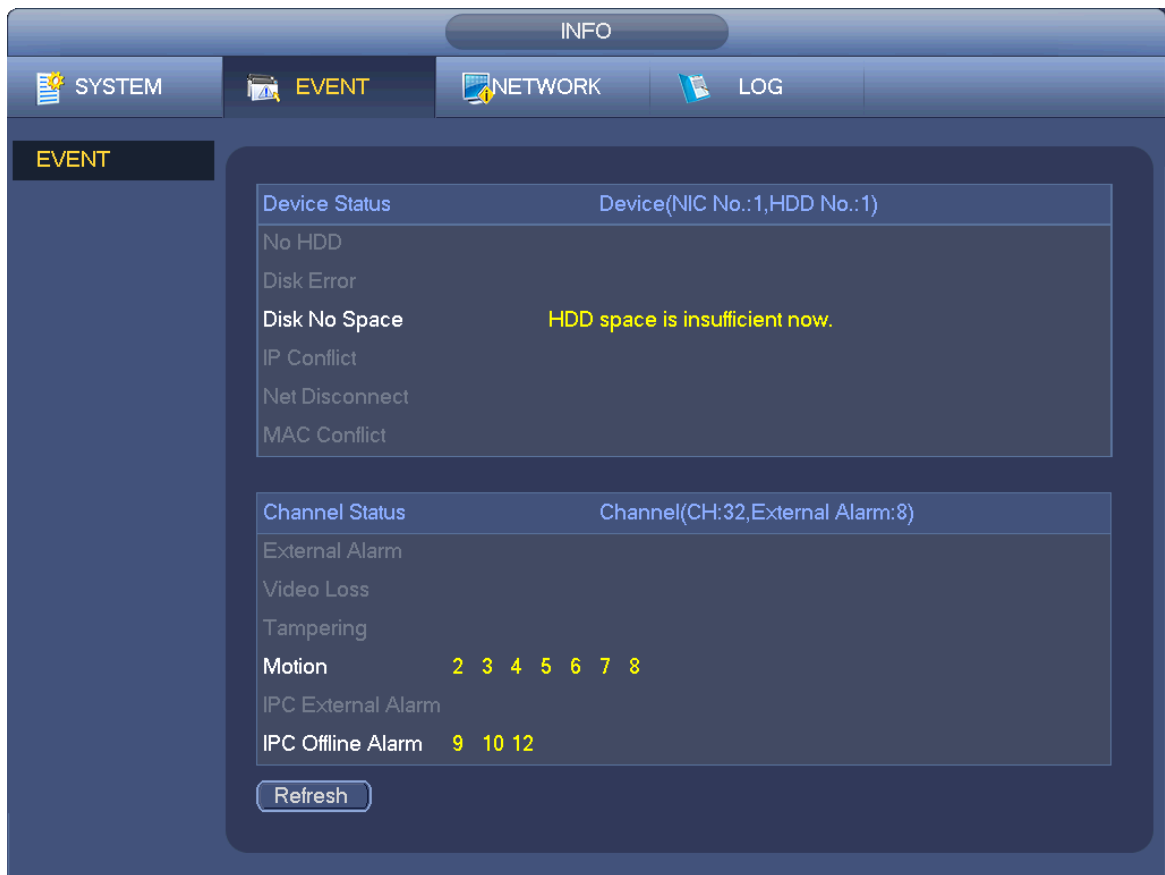 INFO
SYSTEM EVENT NETWORK LOG
EVENT
Device Status Device(NIC No.:1,HDD No.:1)
No HDD
Disk Error
Disk No Space HDD space is insufficient now.
IP Conflict
Net Disconnect
MAC Conflict
Channel Status Channel(CH:32,External Alarm:8)
External Alarm
Video Loss
Tampering
Motion 2 3 4 5 6 7 8
IPC External Alarm
IPC Offline Alarm 9 10 12
Refresh